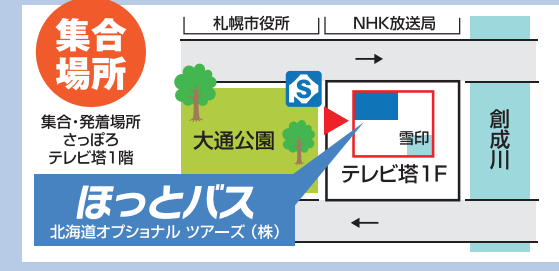 集合
場所
集合・発着場所
さっぽろ
テレビ塔1階
札幌市役所
NHK放送局
S
大通公園
雪印
テレビ塔1F
創成川
ほっとバス
北海道オプショナル ツアーズ（株）